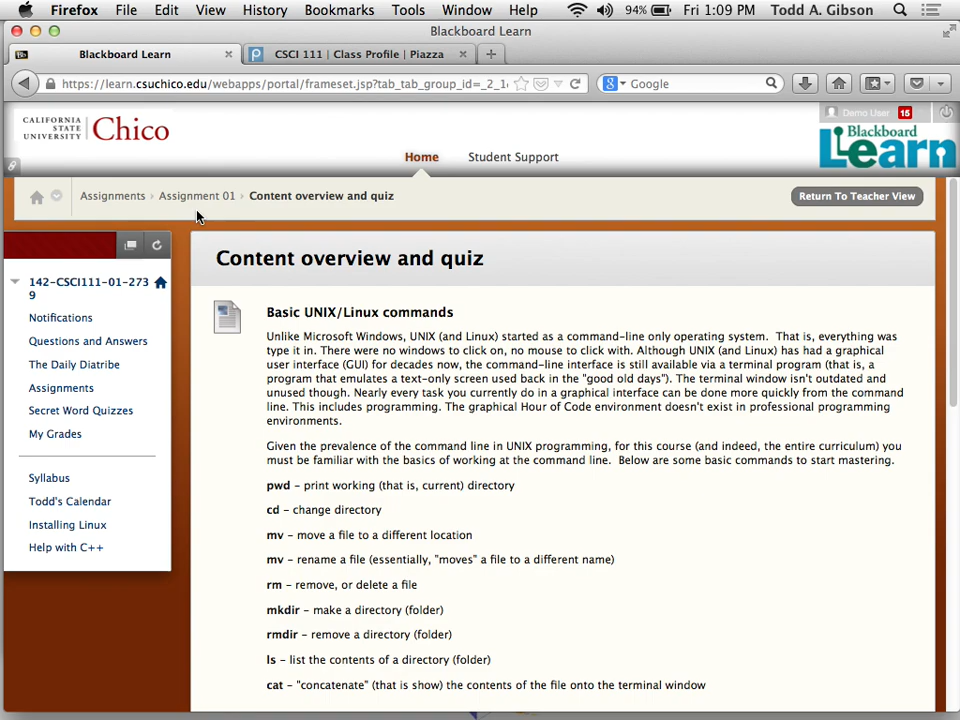 Firefox File Edit View History Bookmarks Tools Window Help 94% Fri 1:09 PM Todd A. Gibson
Blackboard Learn
Blackboard Learn CSCI 111 | Class Profile | Piazza
https://learn.csuchico.edu/webapps/portal/frameset.jsp?tab_tab_group_id=_2_1 Google
CALIFORNIA
STATE
UNIVERSITY
Chico
Demo User 15
Blackboard
Learn
Home Student Support
Assignments › Assignment 01 › Content overview and quiz Return To Teacher View
142-CSCI111-01-273
9
Notifications
Questions and Answers
The Daily Diatribe
Assignments
Secret Word Quizzes
My Grades
Syllabus
Todd's Calendar
Installing Linux
Help with C++
Content overview and quiz
Basic UNIX/Linux commands
Unlike Microsoft Windows, UNIX (and Linux) started as a command-line only operating system. That is, everything was
type it in. There were no windows to click on, no mouse to click with. Although UNIX (and Linux) has had a graphical
user interface (GUI) for decades now, the command-line interface is still available via a terminal program (that is, a
program that emulates a text-only screen used back in the "good old days"). The terminal window isn't outdated and
unused though. Nearly every task you currently do in a graphical interface can be done more quickly from the command
line. This includes programming. The graphical Hour of Code environment doesn't exist in professional programming
environments.
Given the prevalence of the command line in UNIX programming, for this course (and indeed, the entire curriculum) you
must be familiar with the basics of working at the command line. Below are some basic commands to start mastering.
pwd – print working (that is, current) directory
cd – change directory
mv – move a file to a different location
mv – rename a file (essentially, "moves" a file to a different name)
rm – remove, or delete a file
mkdir – make a directory (folder)
rmdir – remove a directory (folder)
ls – list the contents of a directory (folder)
cat – "concatenate" (that is show) the contents of the file onto the terminal window